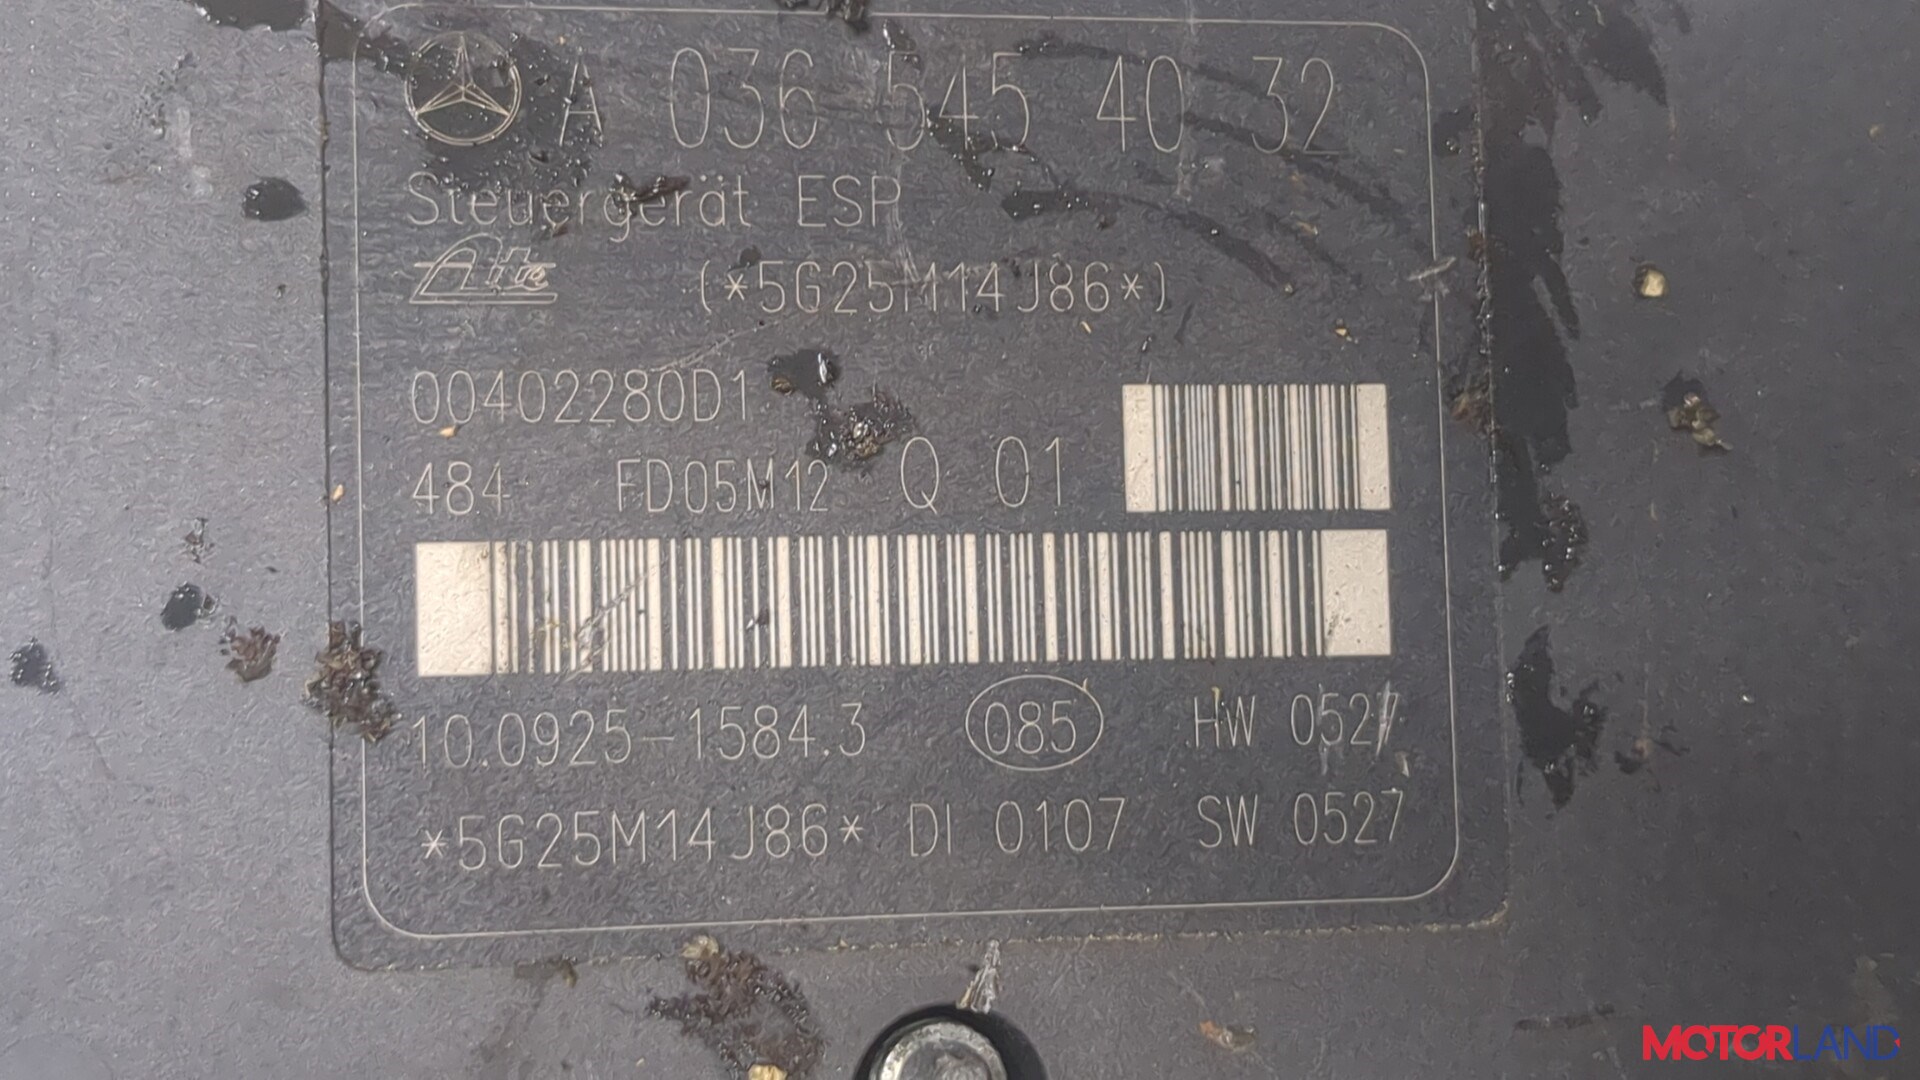 A 036 545 40 32
Steuergerät ESP
Ate (*5G25M14J86*)
00402280D1
484 FD05M12 Q 01
10.0925-1584.3 085 HW 0527
*5G25M14J86* DI 0107 SW 0527
MOTORLAND